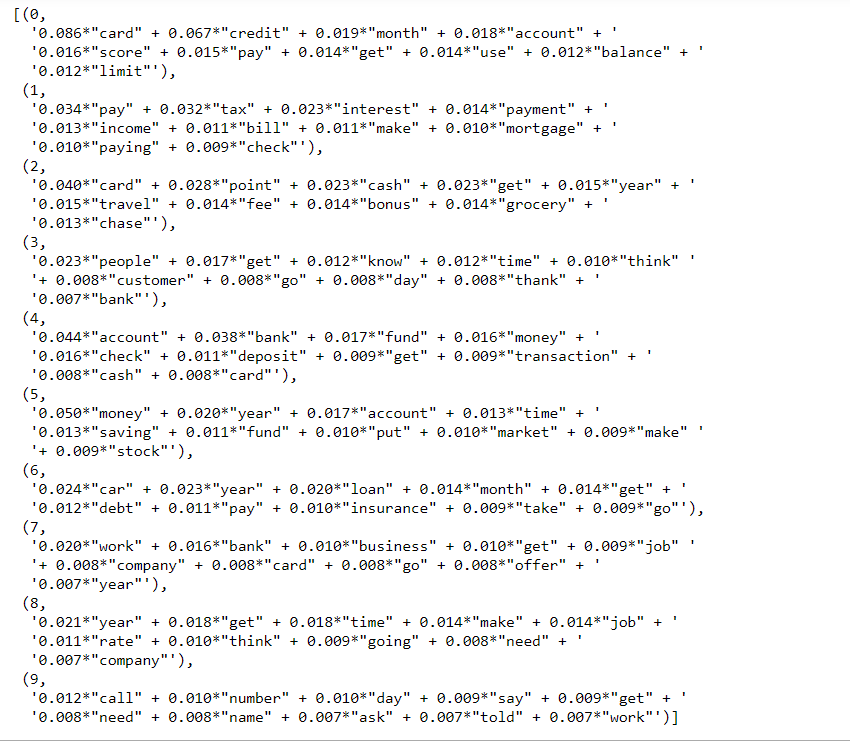 [(0,
'0.086*"card" + 0.067*"credit" + 0.019*"month" + 0.018*"account" + '
'0.016*"score" + 0.015*"pay" + 0.014*"get" + 0.014*"use" + 0.012*"balance" + '
'0.012*"limit"'),
(1,
'0.034*"pay" + 0.032*"tax" + 0.023*"interest" + 0.014*"payment" + '
'0.013*"income" + 0.011*"bill" + 0.011*"make" + 0.010*"mortgage" + '
'0.010*"paying" + 0.009*"check"'),
(2,
'0.040*"card" + 0.028*"point" + 0.023*"cash" + 0.023*"get" + 0.015*"year" + '
'0.015*"travel" + 0.014*"fee" + 0.014*"bonus" + 0.014*"grocery" + '
'0.013*"chase"'),
(3,
'0.023*"people" + 0.017*"get" + 0.012*"know" + 0.012*"time" + 0.010*"think" '
'+ 0.008*"customer" + 0.008*"go" + 0.008*"day" + 0.008*"thank" + '
'0.007*"bank"'),
(4,
'0.044*"account" + 0.038*"bank" + 0.017*"fund" + 0.016*"money" + '
'0.016*"check" + 0.011*"deposit" + 0.009*"get" + 0.009*"transaction" + '
'0.008*"cash" + 0.008*"card"'),
(5,
'0.050*"money" + 0.020*"year" + 0.017*"account" + 0.013*"time" + '
'0.013*"saving" + 0.011*"fund" + 0.010*"put" + 0.010*"market" + 0.009*"make" '
'+ 0.009*"stock"'),
(6,
'0.024*"car" + 0.023*"year" + 0.020*"loan" + 0.014*"month" + 0.014*"get" + '
'0.012*"debt" + 0.011*"pay" + 0.010*"insurance" + 0.009*"take" + 0.009*"go"'),
(7,
'0.020*"work" + 0.016*"bank" + 0.010*"business" + 0.010*"get" + 0.009*"job" '
'+ 0.008*"company" + 0.008*"card" + 0.008*"go" + 0.008*"offer" + '
'0.007*"year"'),
(8,
'0.021*"year" + 0.018*"get" + 0.018*"time" + 0.014*"make" + 0.014*"job" + '
'0.011*"rate" + 0.010*"think" + 0.009*"going" + 0.008*"need" + '
'0.007*"company"'),
(9,
'0.012*"call" + 0.010*"number" + 0.010*"day" + 0.009*"say" + 0.009*"get" + '
'0.008*"need" + 0.008*"name" + 0.007*"ask" + 0.007*"told" + 0.007*"work"')]